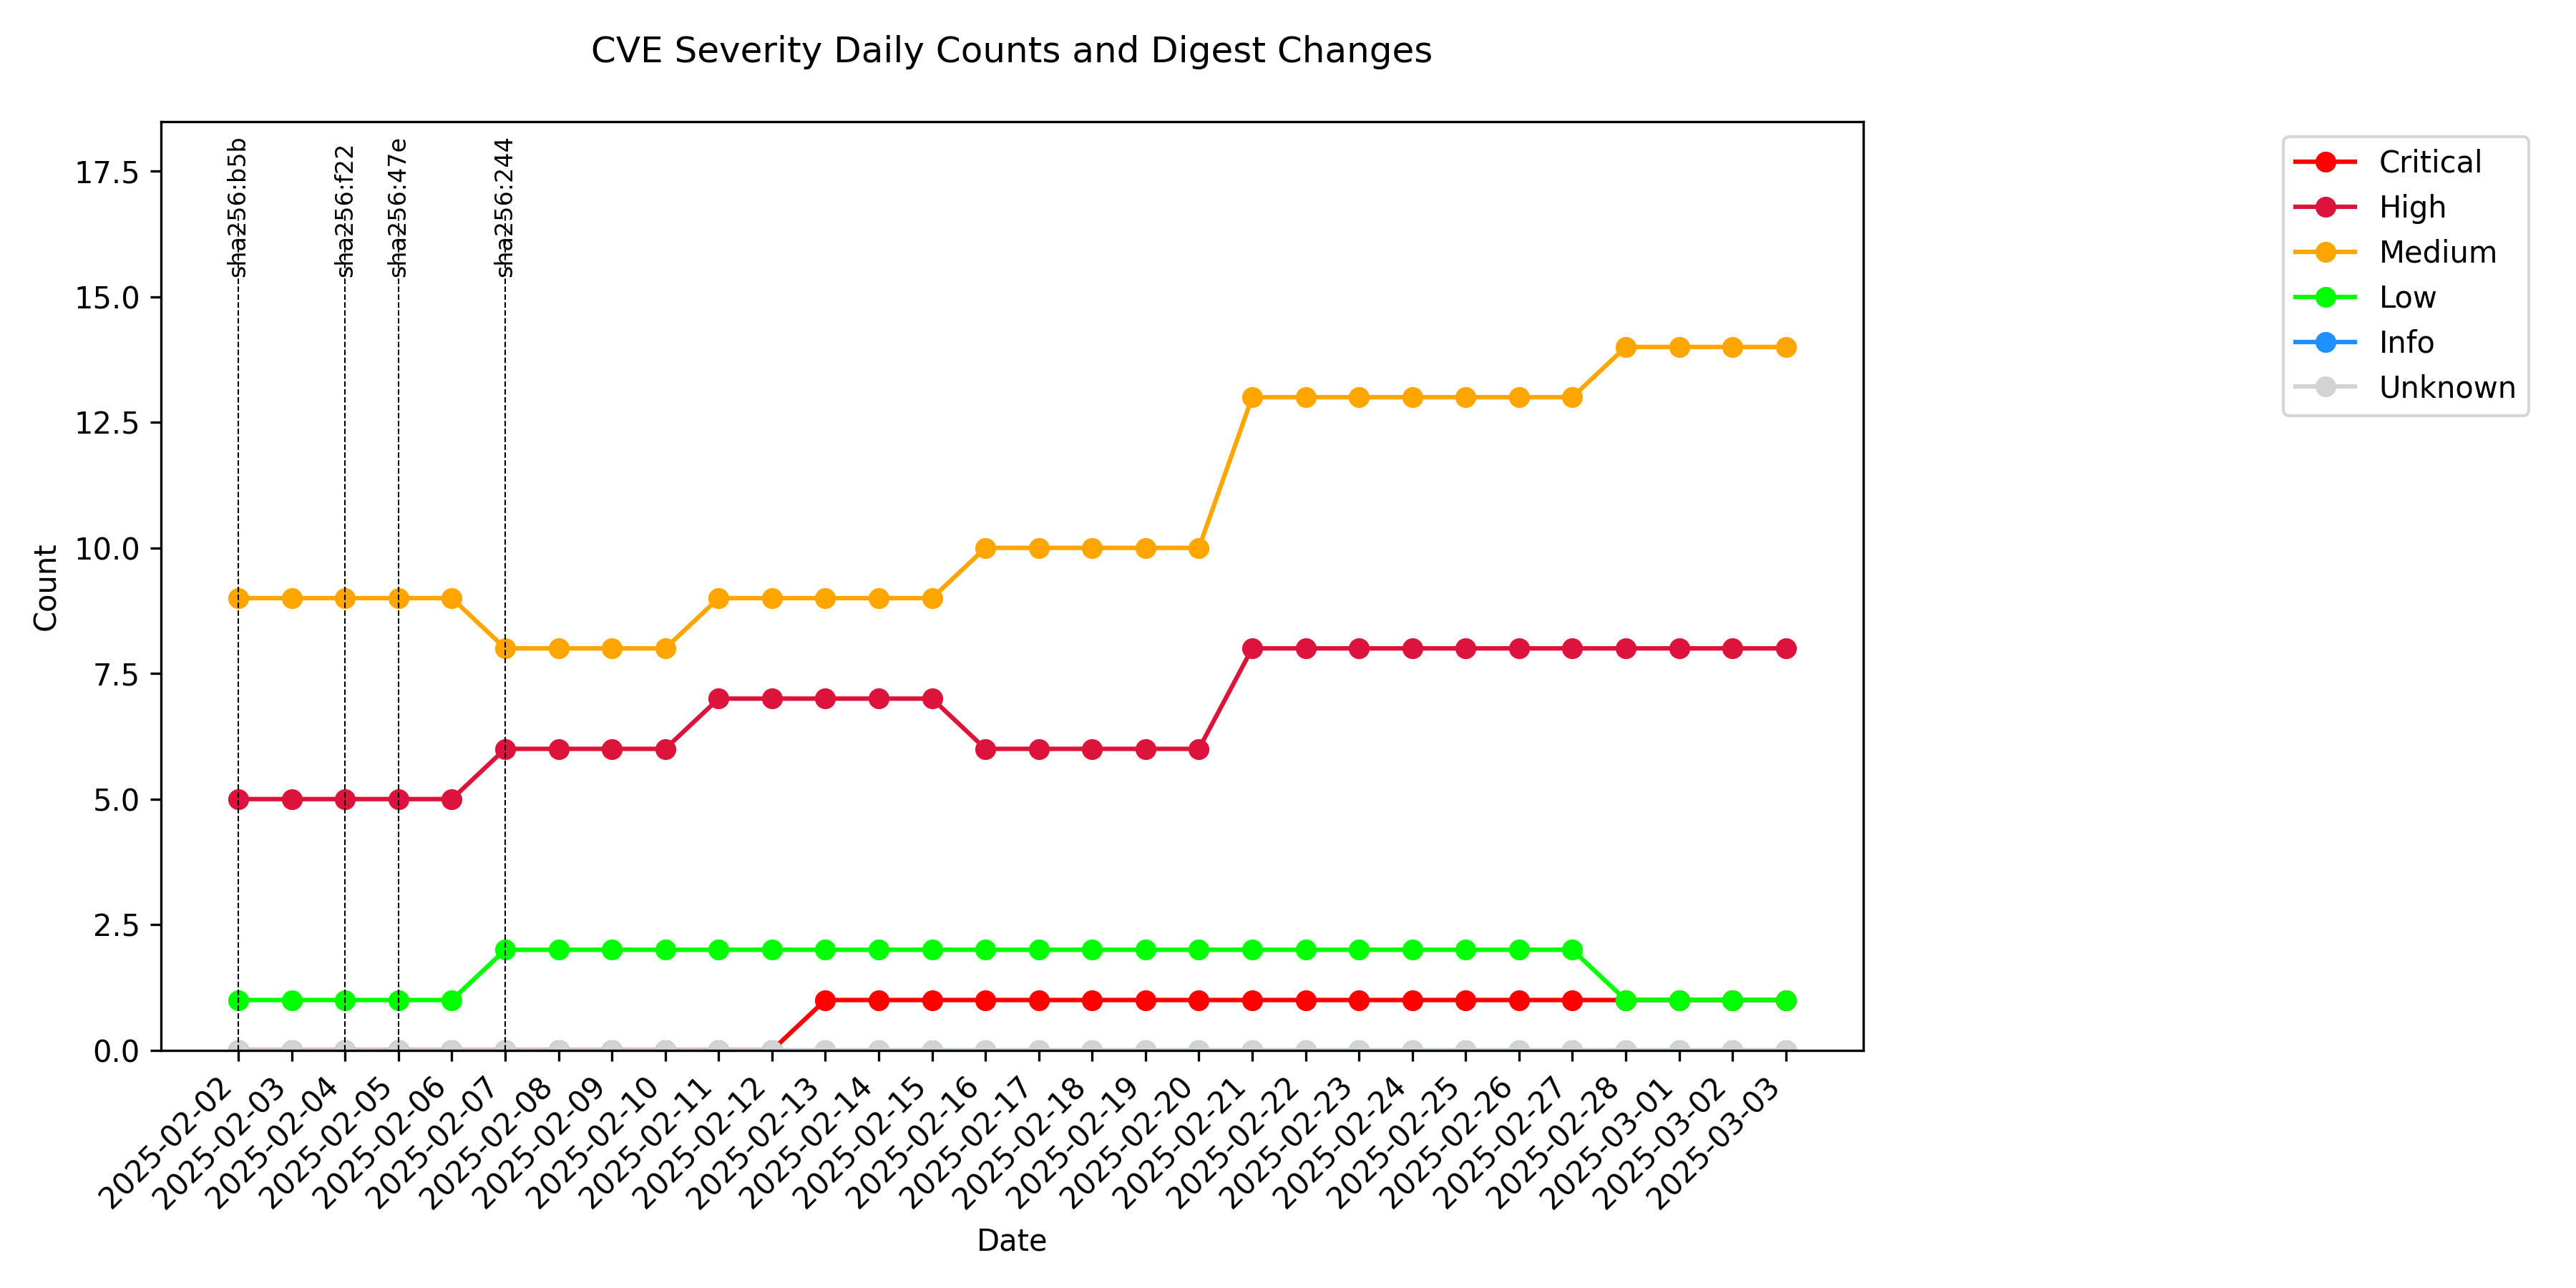 CVE Severity Daily Counts and Digest Changes
sha256:b5b
sha256:f22
sha256:47e
sha256:244
17.5
15.0
12.5
10.0
7.5
5.0
2.5
0.0
Count
2025-02-02
2025-02-03
2025-02-04
2025-02-05
2025-02-06
2025-02-07
2025-02-08
2025-02-09
2025-02-10
2025-02-11
2025-02-12
2025-02-13
2025-02-14
2025-02-15
2025-02-16
2025-02-17
2025-02-18
2025-02-19
2025-02-20
2025-02-21
2025-02-22
2025-02-23
2025-02-24
2025-02-25
2025-02-26
2025-02-27
2025-02-28
2025-03-01
2025-03-02
2025-03-03
Date
Critical
High
Medium
Low
Info
Unknown